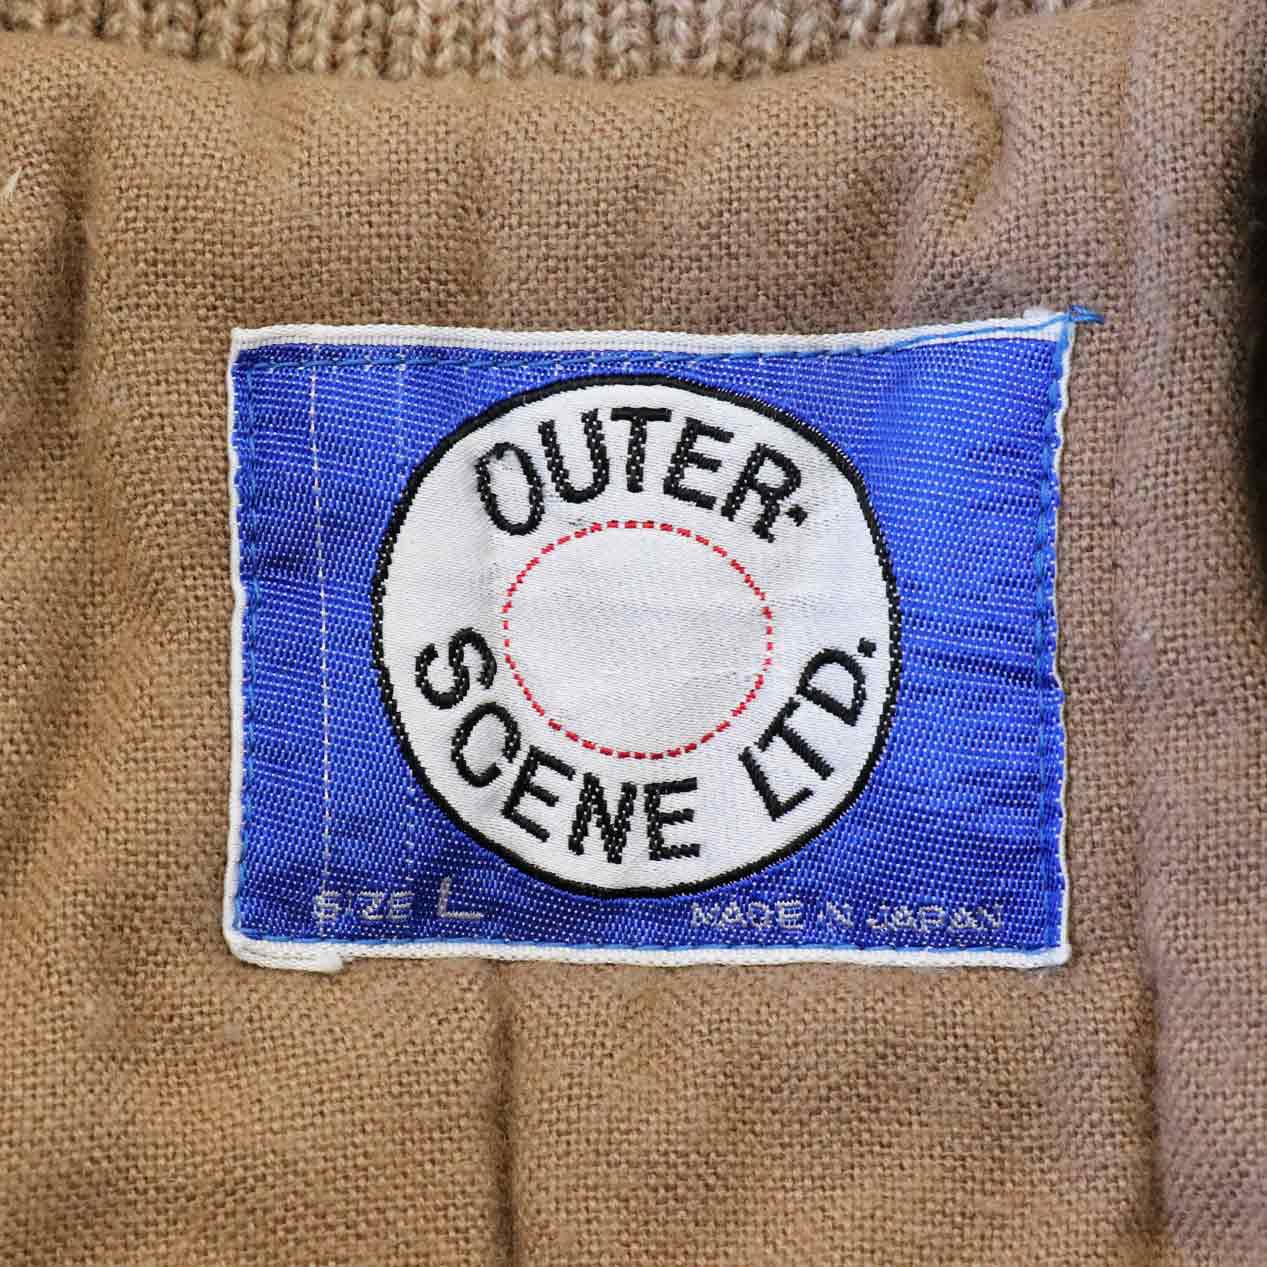 OUTER-
SCENE LTD.
SIZE L
MADE IN JAPAN